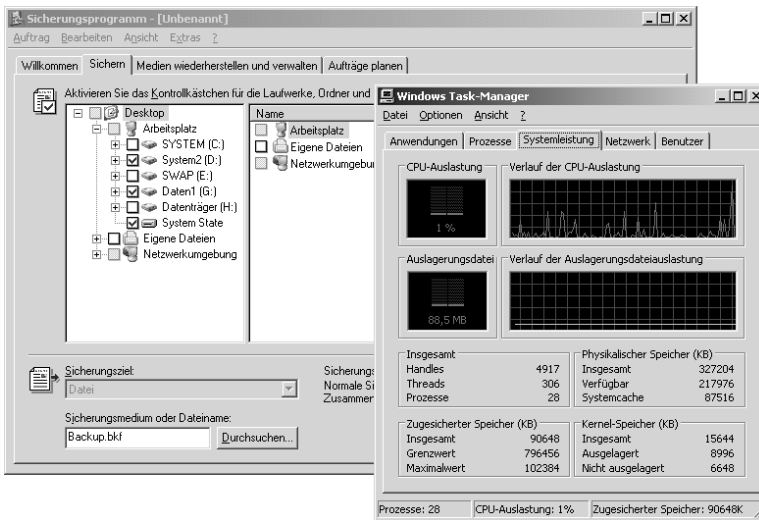 Sicherungsprogramm - [Unbenannt]
Auftrag Bearbeiten Ansicht Extras ?
Willkommen Sichern Medien wiederherstellen und verwalten Aufträge planen
Aktivieren Sie das Kontrollkästchen für die Laufwerke, Ordner und
Desktop
Arbeitsplatz
SYSTEM (C:)
System2 (D:)
SWAP (E:)
Daten1 (G:)
Datenträger (H:)
System State
Eigene Dateien
Netzwerkumgebung
Name
Arbeitsplatz
Eigene Dateien
Netzwerkumgebu
Sicherungsziel:
Datei
Sicherungsmedium oder Dateiname:
Backup.bkf
Durchsuchen...
Sicherungs
Normale Si
Zusammen
Windows Task-Manager
Datei Optionen Ansicht ?
Anwendungen Prozesse Systemleistung Netzwerk Benutzer
CPU-Auslastung
1 %
Verlauf der CPU-Auslastung
Auslagerungsdatei
88,5 MB
Verlauf der Auslagerungsdateiauslastung
Insgesamt
Handles 4917
Threads 306
Prozesse 28
Physikalischer Speicher (KB)
Insgesamt 327204
Verfügbar 217976
Systemcache 87516
Zugesicherter Speicher (KB)
Insgesamt 90648
Grenzwert 796456
Maximalwert 102384
Kernel-Speicher (KB)
Insgesamt 15644
Ausgelagert 8996
Nicht ausgelagert 6648
Prozesse: 28 CPU-Auslastung: 1% Zugesicherter Speicher: 90648K